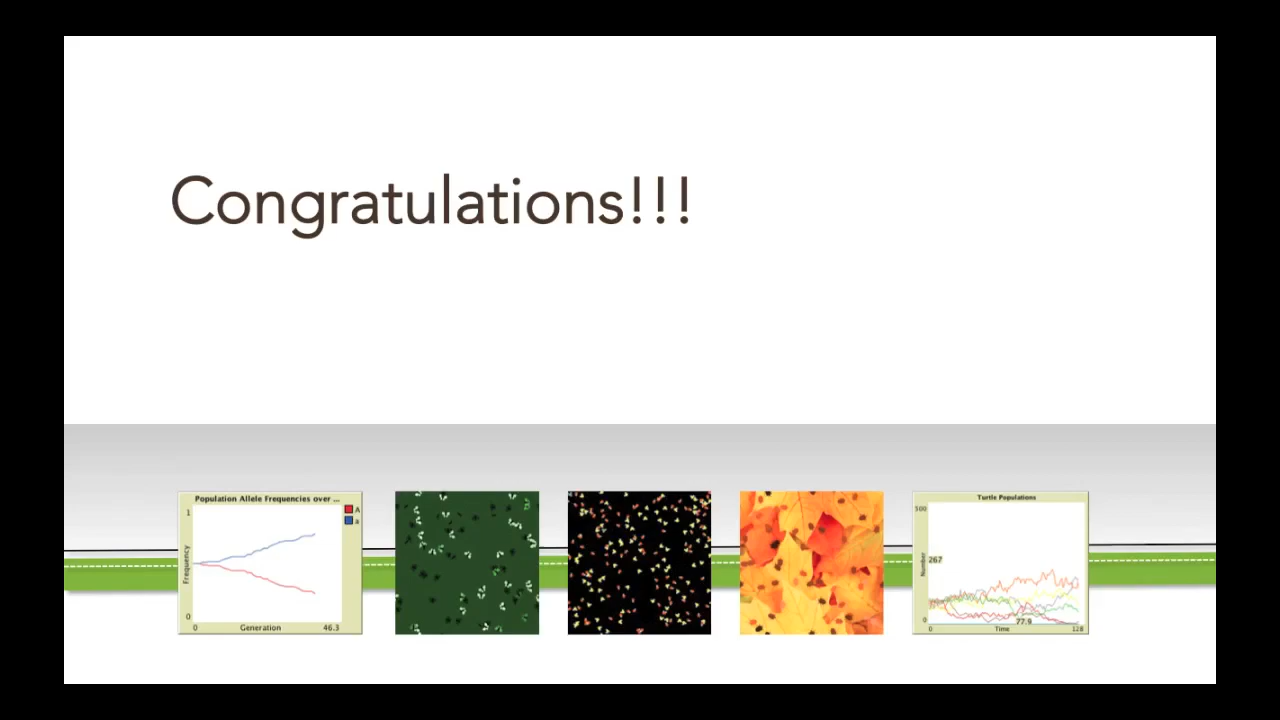 Congratulations!!!
Population Allele Frequencies over ...
1
A
a
Frequency
0
0
Generation
46.3
Turtle Populations
500
Number
267
0
77.9
0
Time
128